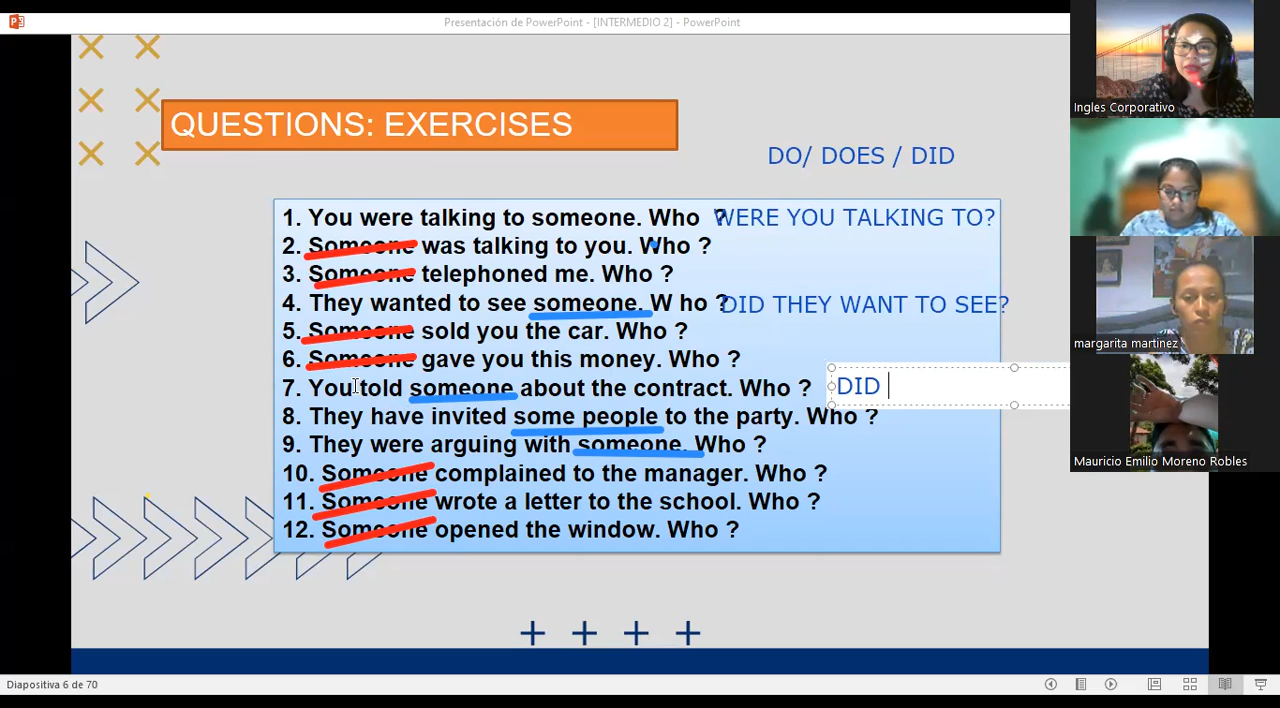 Presentación de PowerPoint - [INTERMEDIO 2] - PowerPoint
QUESTIONS: EXERCISES
DO/ DOES / DID
1. You were talking to someone. Who ? WERE YOU TALKING TO?
2. Someone was talking to you. Who ?
3. Someone telephoned me. Who ?
4. They wanted to see someone. W ho ? DID THEY WANT TO SEE?
5. Someone sold you the car. Who ?
6. Someone gave you this money. Who ?
7. You told someone about the contract. Who ? DID
8. They have invited some people to the party. Who ?
9. They were arguing with someone. Who ?
10. Someone complained to the manager. Who ?
11. Someone wrote a letter to the school. Who ?
12. Someone opened the window. Who ?
Ingles Corporativo
margarita martinez
Mauricio Emilio Moreno Robles
Diapositiva 6 de 70